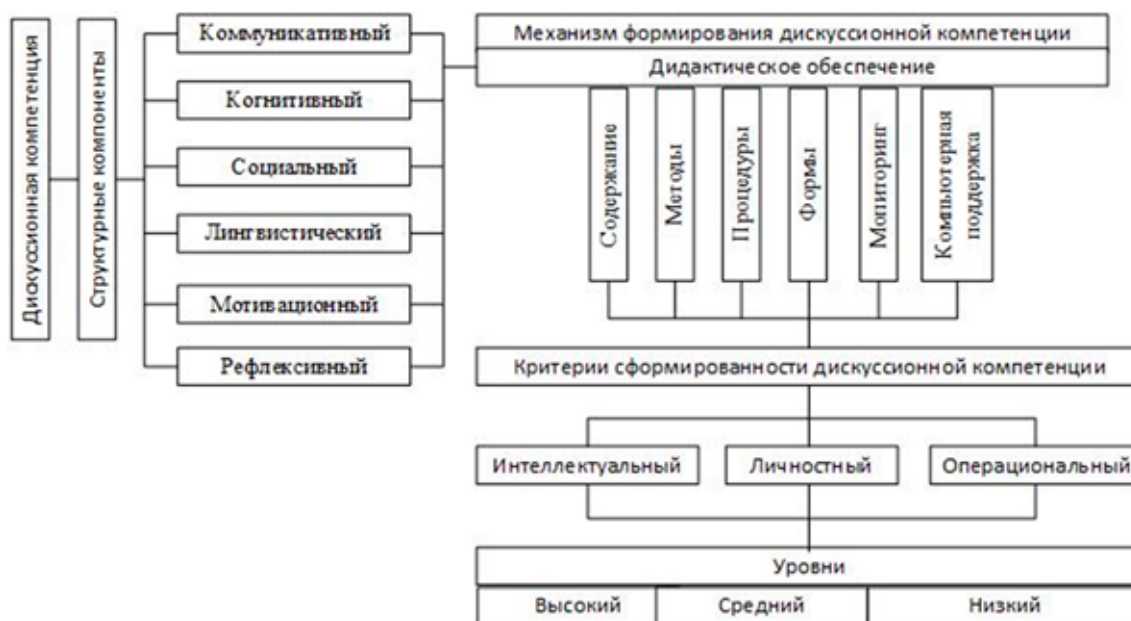 Дискуссионная компетенция
Структурные компоненты
Коммуникативный
Когнитивный
Социальный
Лингвистический
Мотивационный
Рефлексивный
Механизм формирования дискуссионной компетенции
Дидактическое обеспечение
Содержание
Методы
Процедуры
Формы
Мопиторинг
Компьютерная
поддержка
Критерии сформированности дискуссионной компетенции
Интеллектуальный
Личностный
Операциональный
Уровни
Высокий
Средний
Низкий